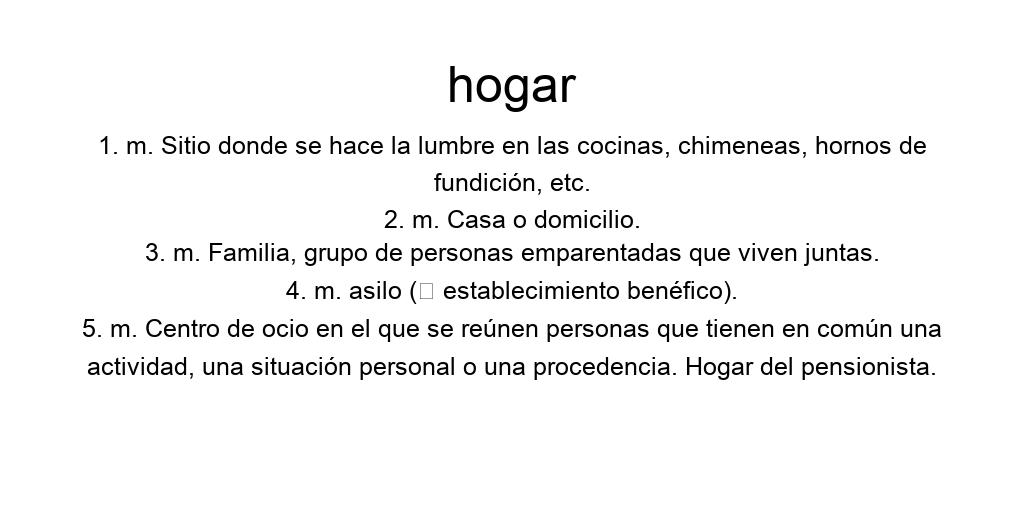 hogar
1. m. Sitio donde se hace la lumbre en las cocinas, chimeneas, hornos de
fundición, etc.
2. m. Casa o domicilio.
3. m. Familia, grupo de personas emparentadas que viven juntas.
4. m. asilo (▯ establecimiento benéfico).
5. m. Centro de ocio en el que se reúnen personas que tienen en común una
actividad, una situación personal o una procedencia. Hogar del pensionista.